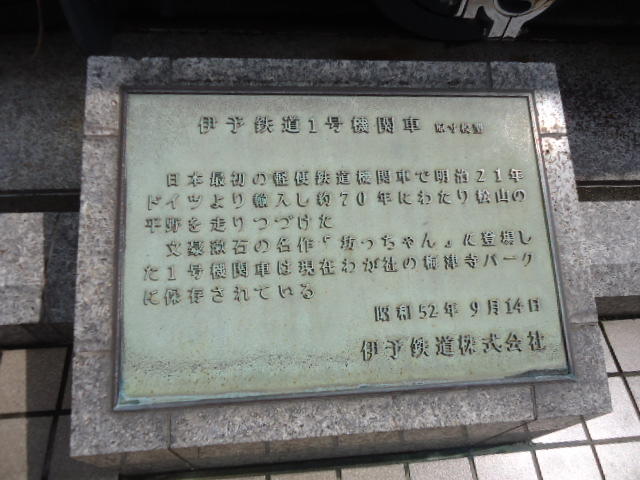 伊予鉄道1号機関車 原寸模型
日本最初の軽便鉄道機関車で明治21年
ドイツより輸入し約70年にわたり松山の
平野を走りつづけた
文豪漱石の名作『坊っちゃん』に登場し
た1号機関車は現在わが社の梅津寺パーク
に保存されている
昭和52年 9月14日
伊予鉄道株式会社